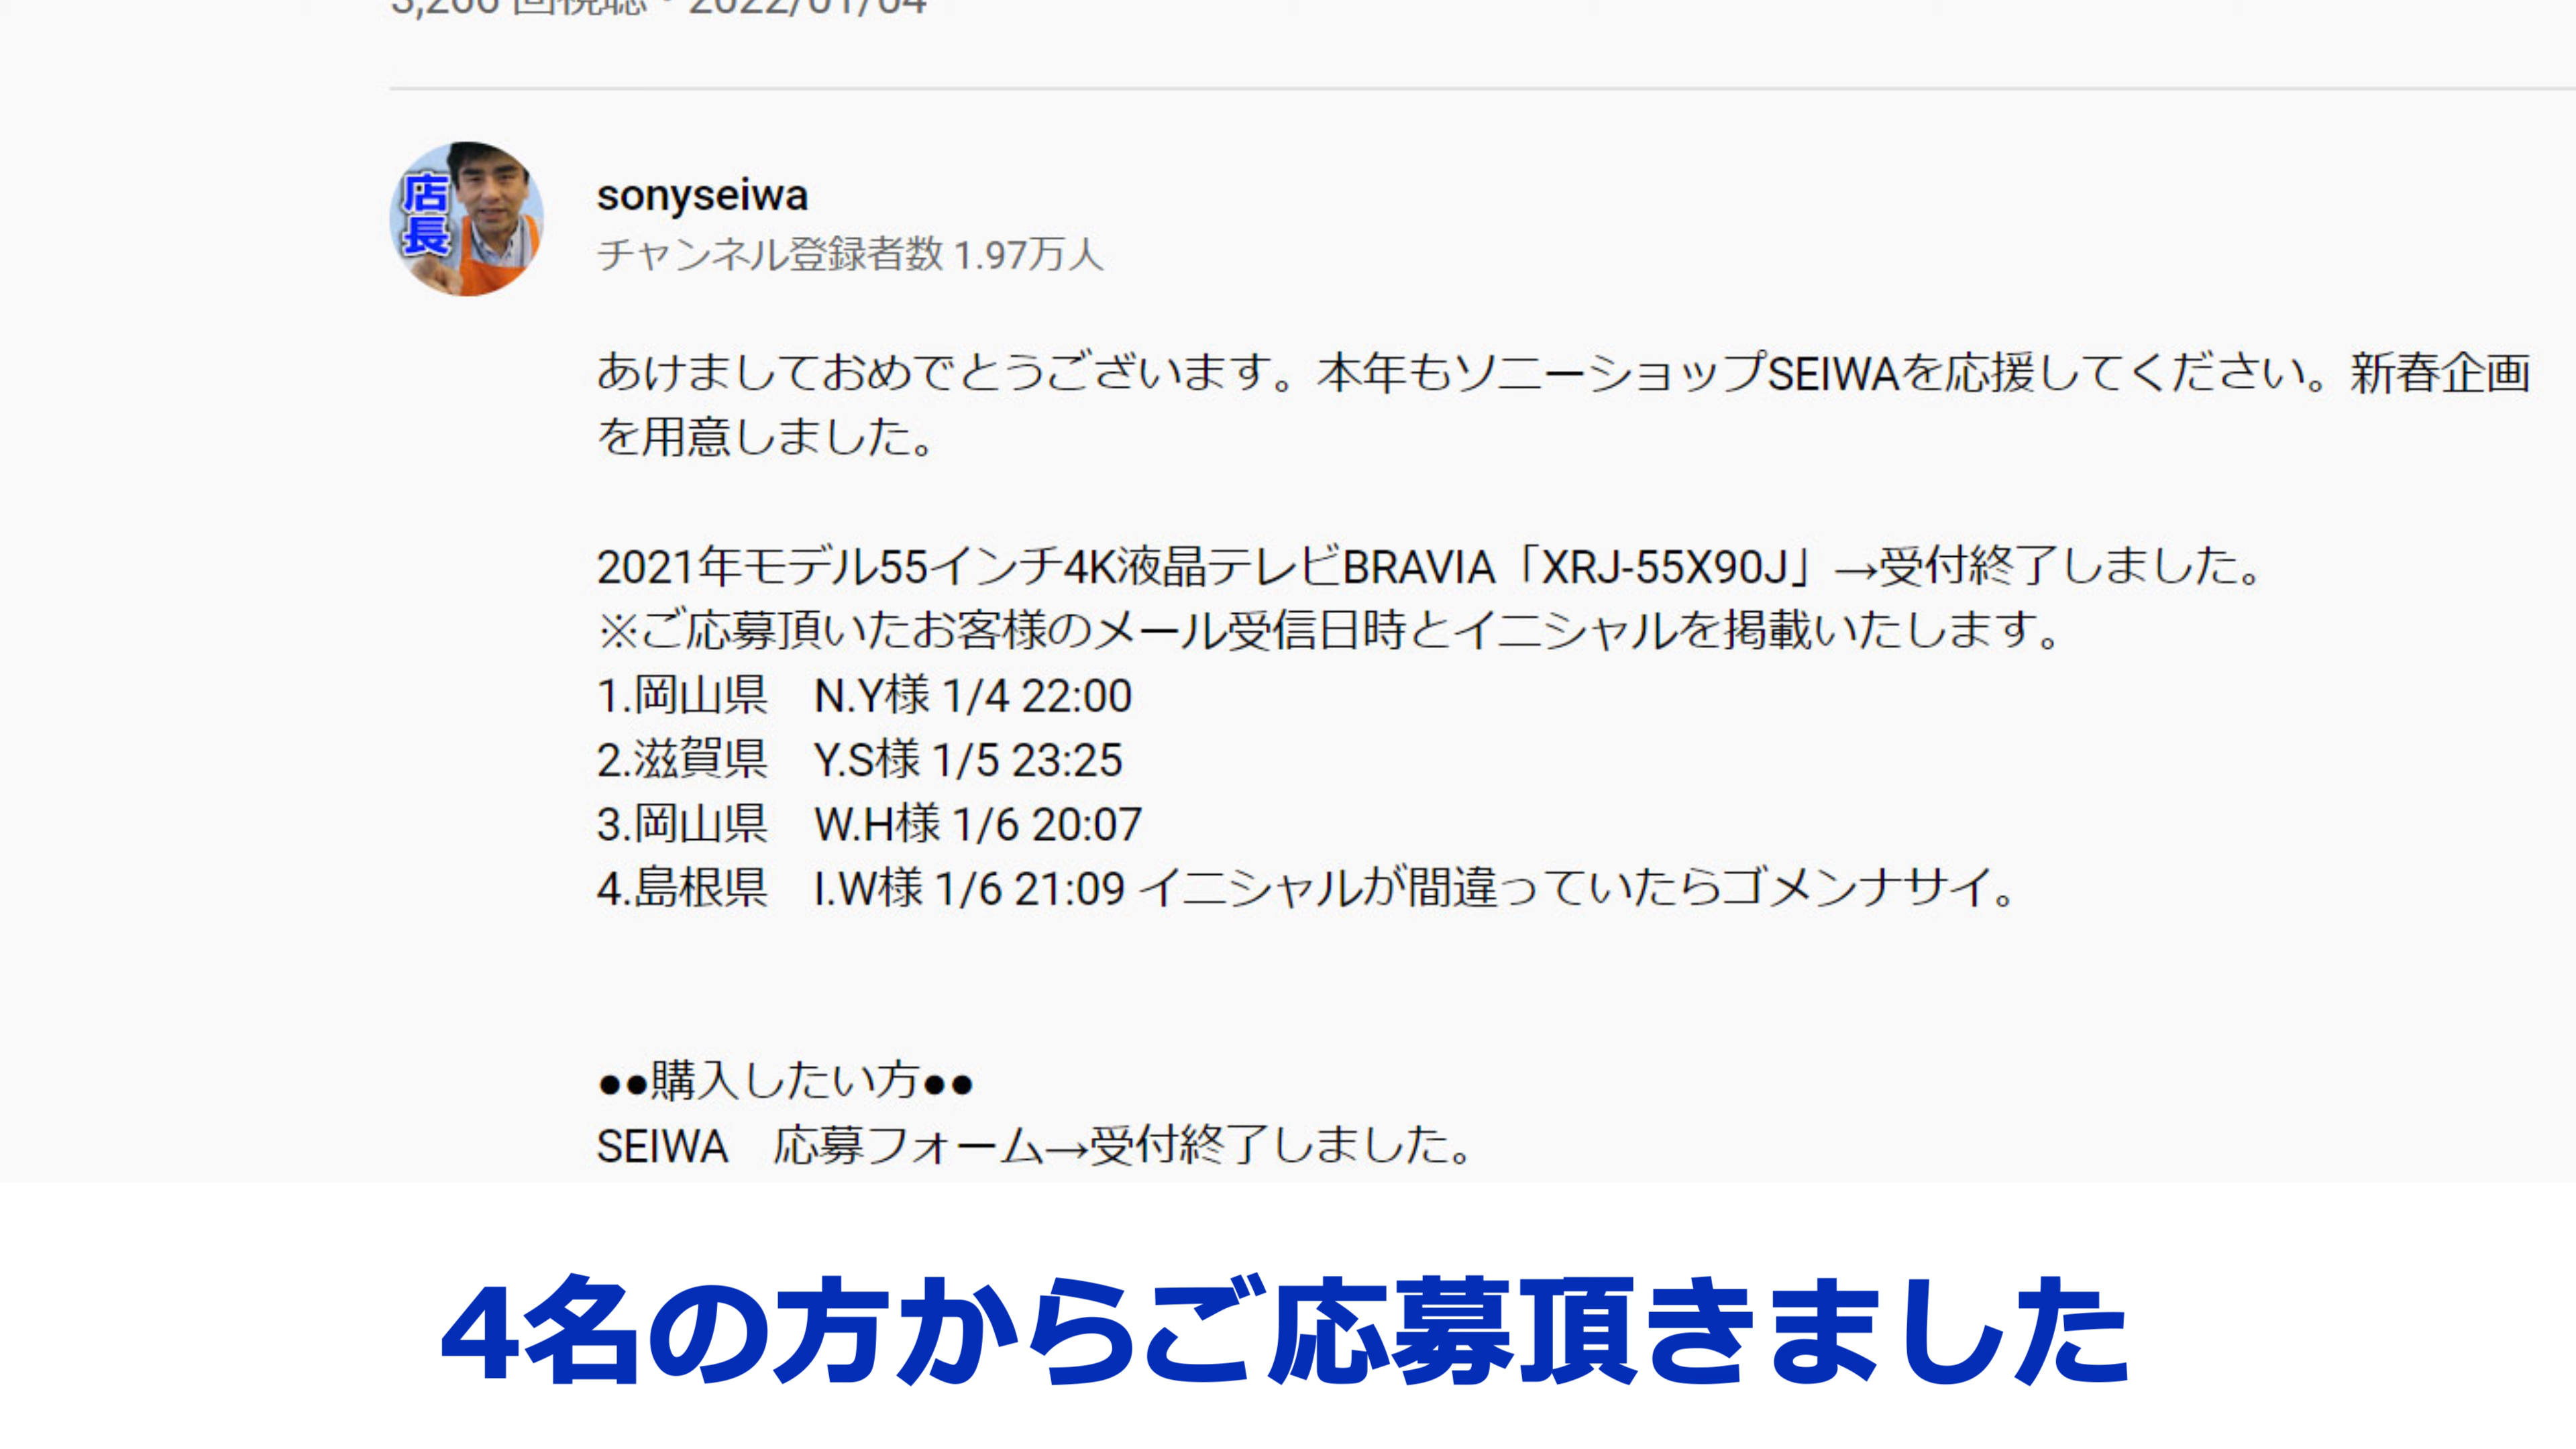 3,266 回視聴・2022/01/04
店長
sonyseiwa
チャンネル登録者数 1.97万人
あけましておめでとうございます。本年もソニーショップSEIWAを応援してください。新春企画
を用意しました。
2021年モデル55インチ4K液晶テレビBRAVIA「XRJ-55X90J」→受付終了しました。
※ご応募頂いたお客様のメール受信日時とイニシャルを掲載いたします。
1.岡山県　N.Y様 1/4 22:00
2.滋賀県　Y.S様 1/5 23:25
3.岡山県　W.H様 1/6 20:07
4.島根県　I.W様 1/6 21:09 イニシャルが間違っていたらゴメンナサイ。
●●購入したい方●●
SEIWA　応募フォーム→受付終了しました。
4名の方からご応募頂きました